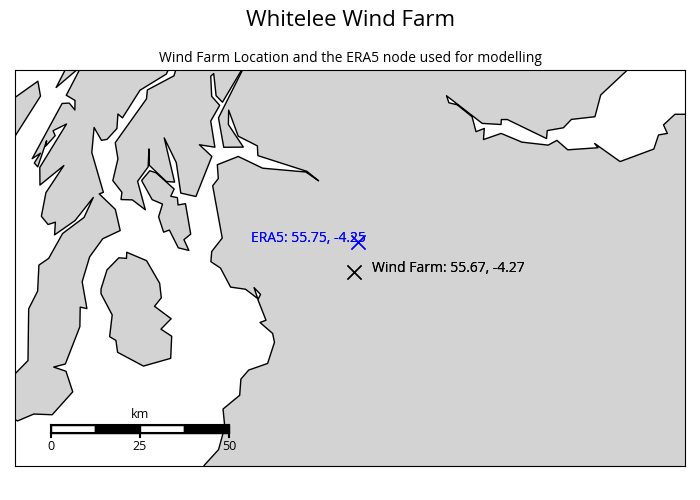 Whitelee Wind Farm
Wind Farm Location and the ERA5 node used for modelling
ERA5: 55.75, -4.25
Wind Farm: 55.67, -4.27
km
0 25 50